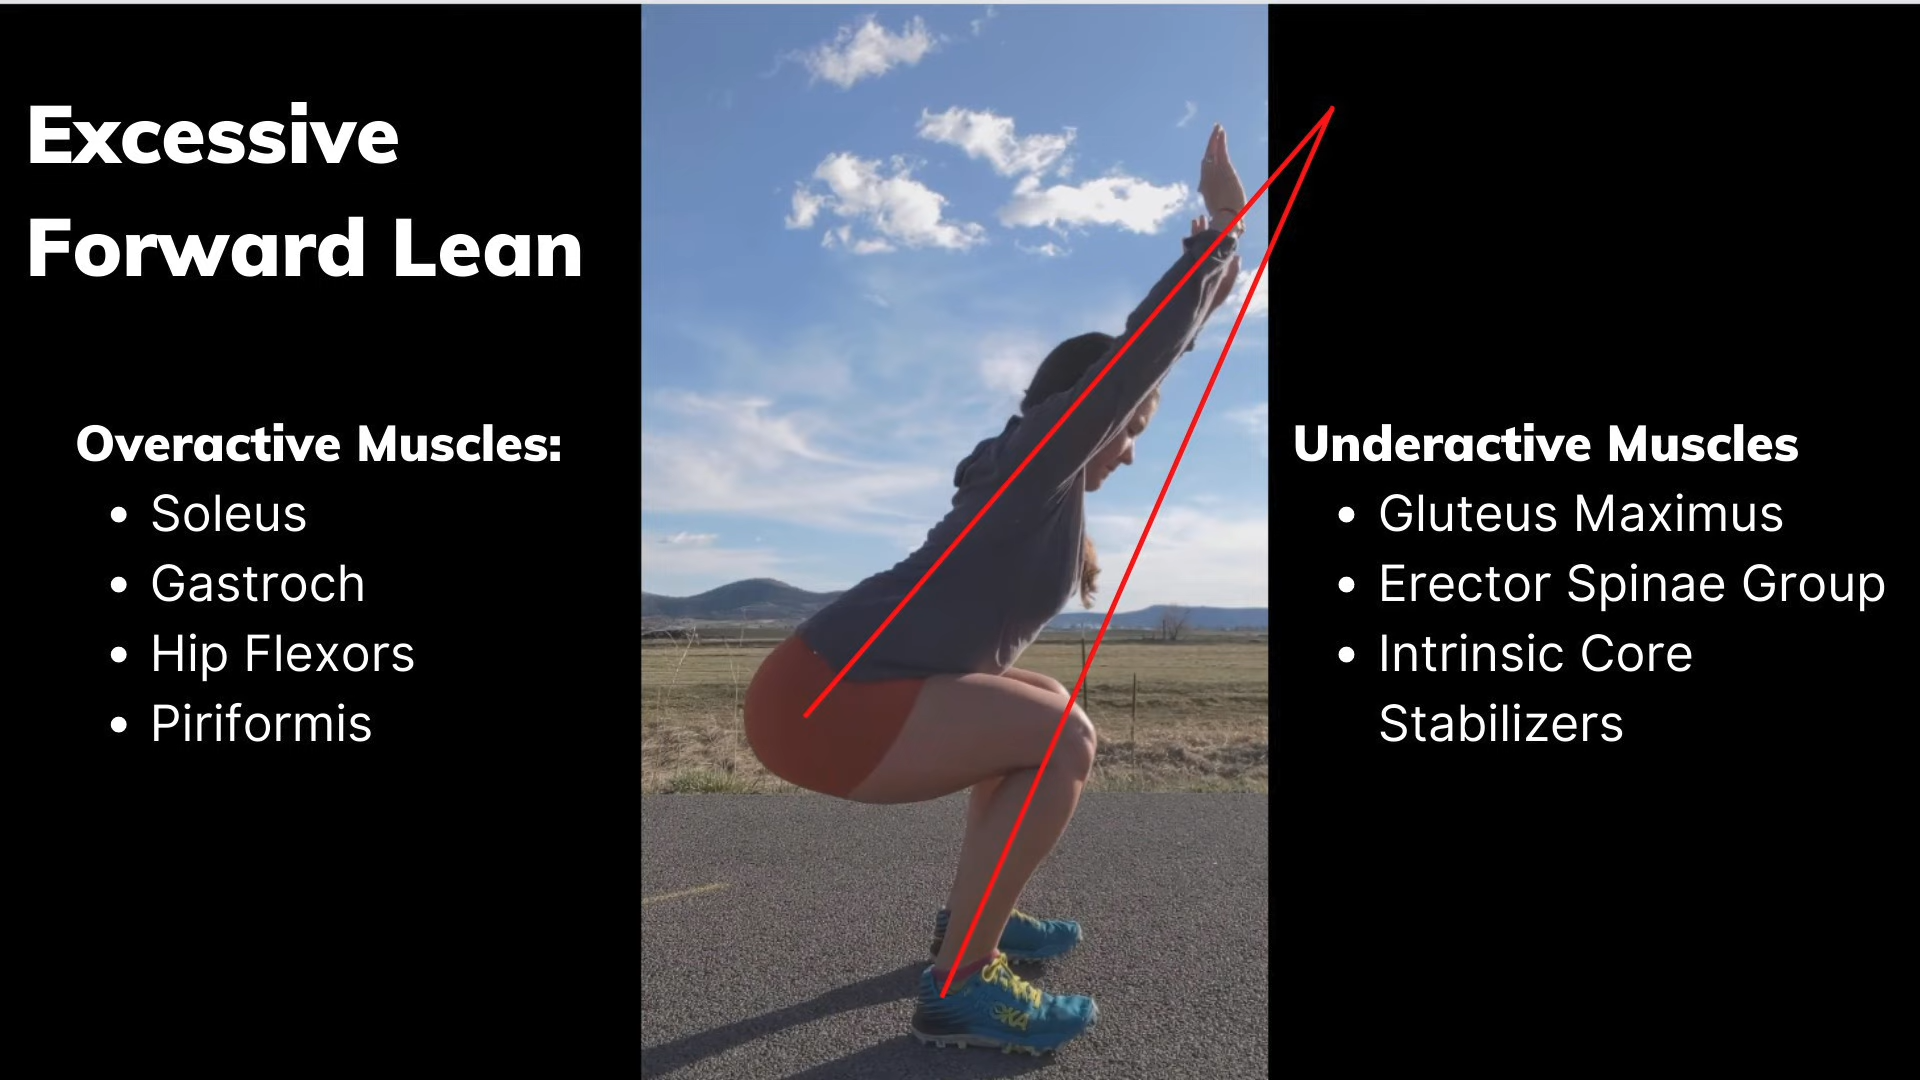 Excessive
Forward Lean
Overactive Muscles:
Soleus
Gastroch
Hip Flexors
Piriformis
Underactive Muscles
Gluteus Maximus
Erector Spinae Group
Intrinsic Core
Stabilizers
HOKA